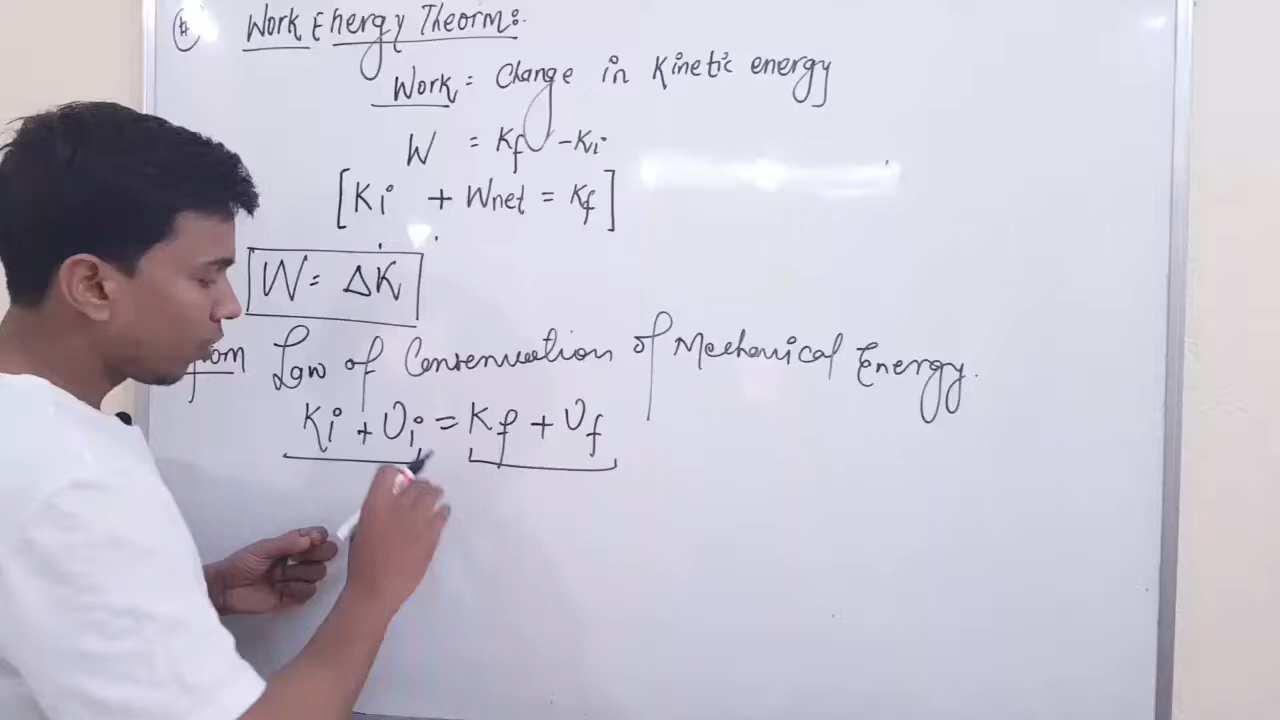 # Work Energy Theorm:
Work = Change in Kinetic energy
W = Kf - Ki
[Ki + Wnet = Kf]
W = ΔK
from Law of Conservation of Mechanical Energy.
Ki + Ui = Kf + Uf